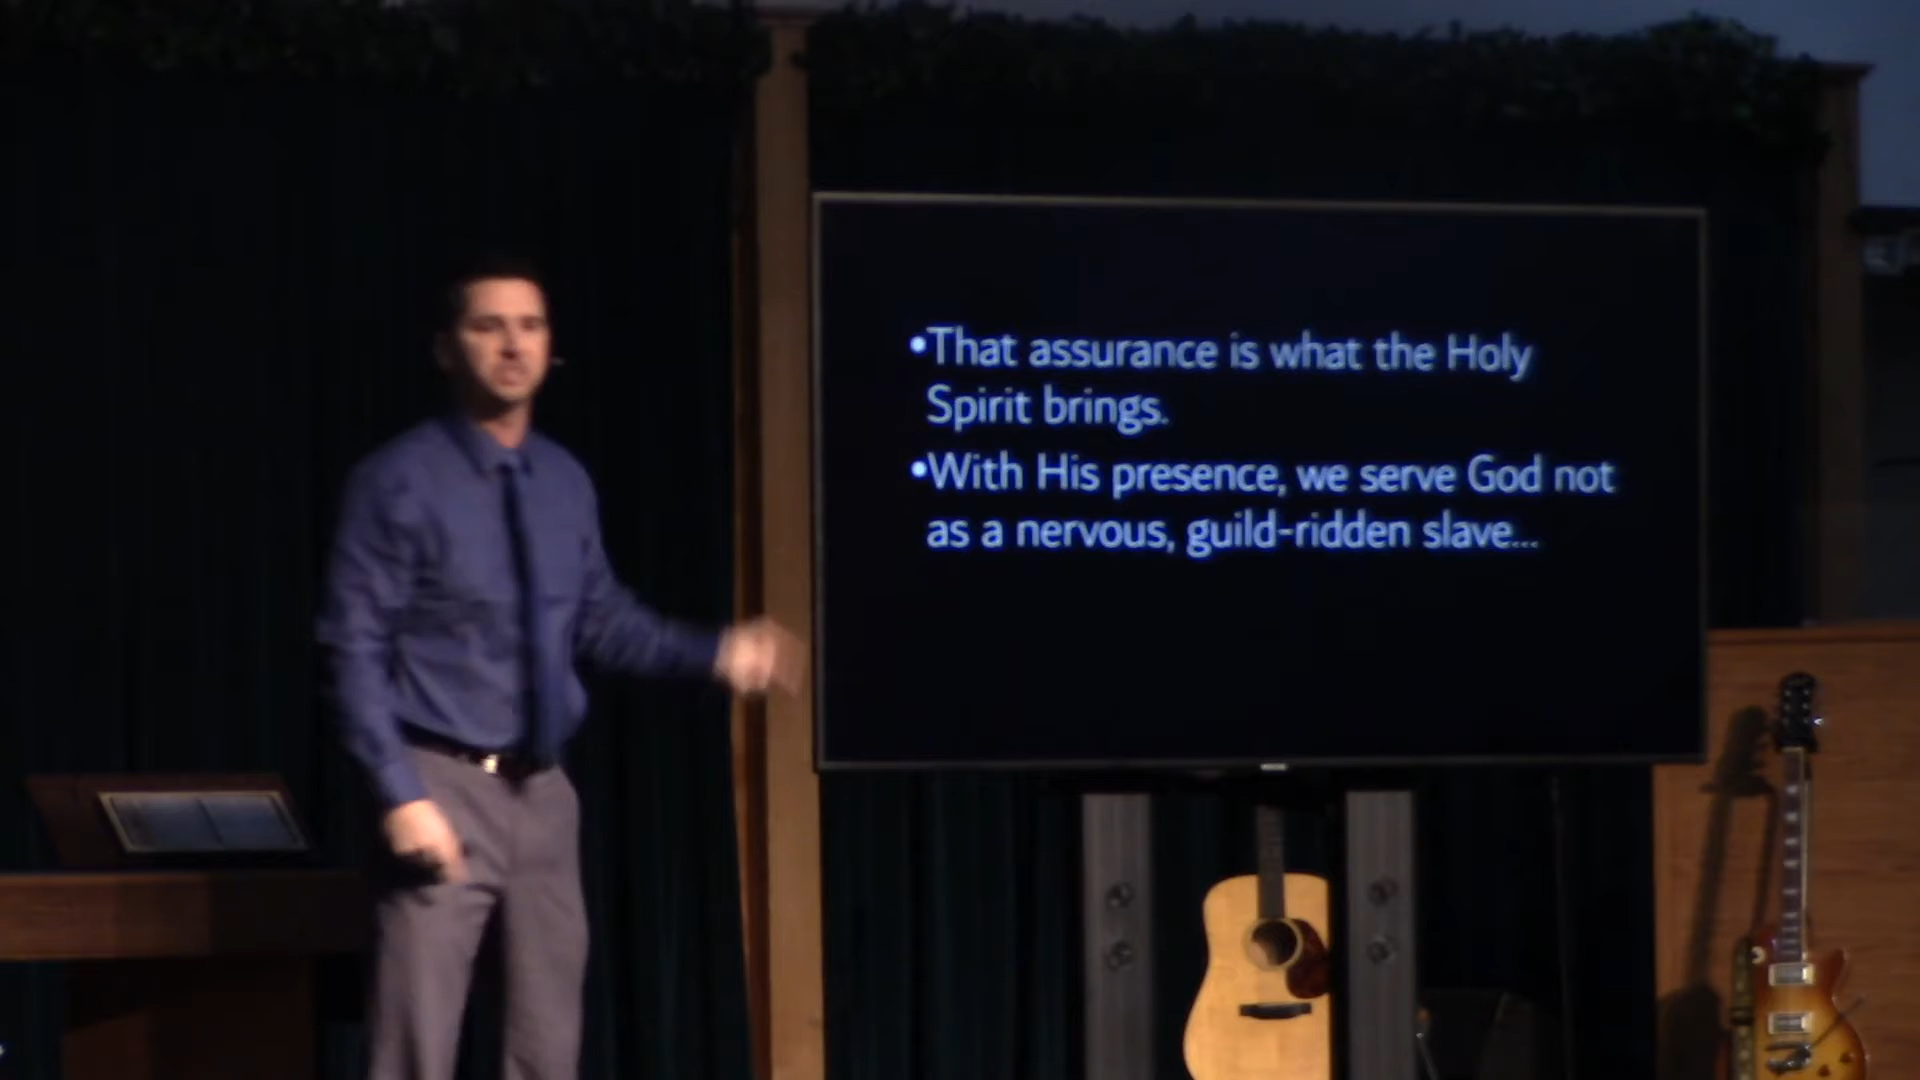 •That assurance is what the Holy
Spirit brings.
•With His presence, we serve God not
as a nervous, guild-ridden slave...